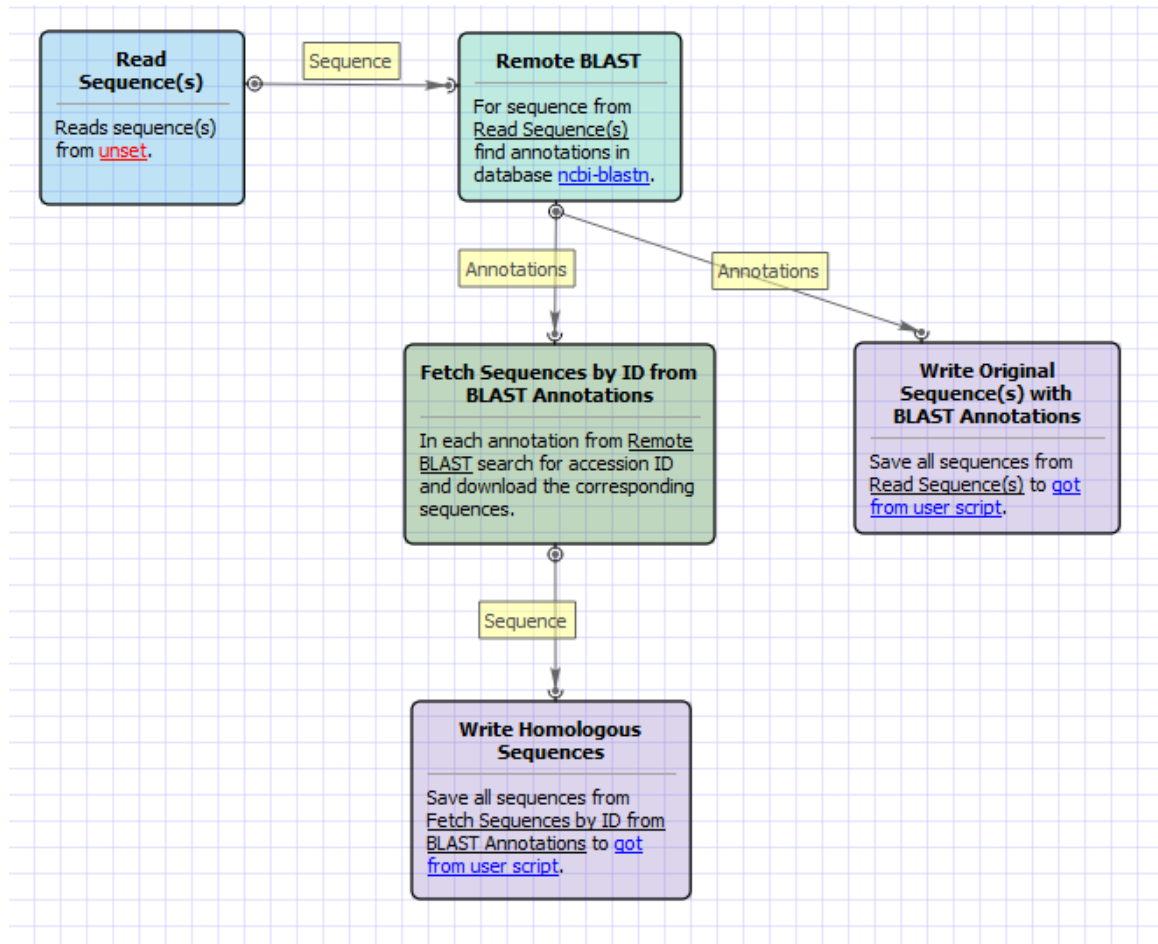 Read
Sequence(s)
Reads sequence(s)
from unset.
Sequence
Remote BLAST
For sequence from
Read Sequence(s)
find annotations in
database ncbi-blastn.
Annotations
Annotations
Fetch Sequences by ID from
BLAST Annotations
In each annotation from Remote
BLAST search for accession ID
and download the corresponding
sequences.
Write Original
Sequence(s) with
BLAST Annotations
Save all sequences from
Read Sequence(s) to got
from user script.
Sequence
Write Homologous
Sequences
Save all sequences from
Fetch Sequences by ID from
BLAST Annotations to got
from user script.